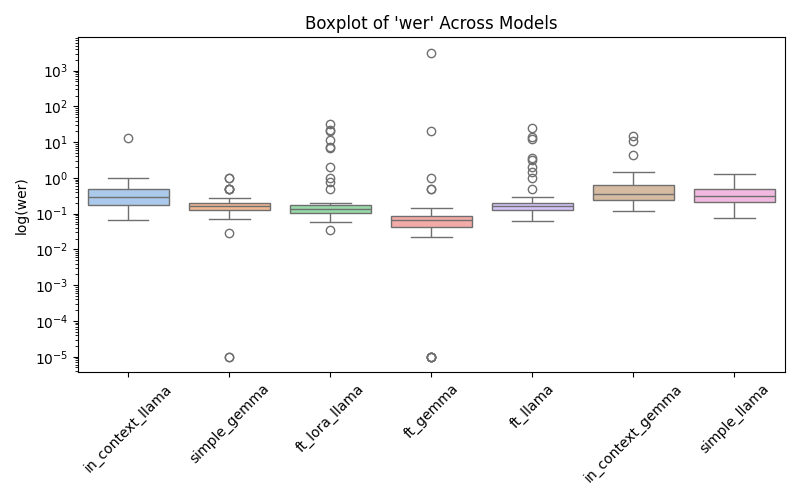 Boxplot of 'wer' Across Models
log(wer)
10³
10²
10¹
10⁰
10⁻¹
10⁻²
10⁻³
10⁻⁴
10⁻⁵
in_context_llama
simple_gemma
ft_lora_llama
ft_gemma
ft_llama
in_context_gemma
simple_llama